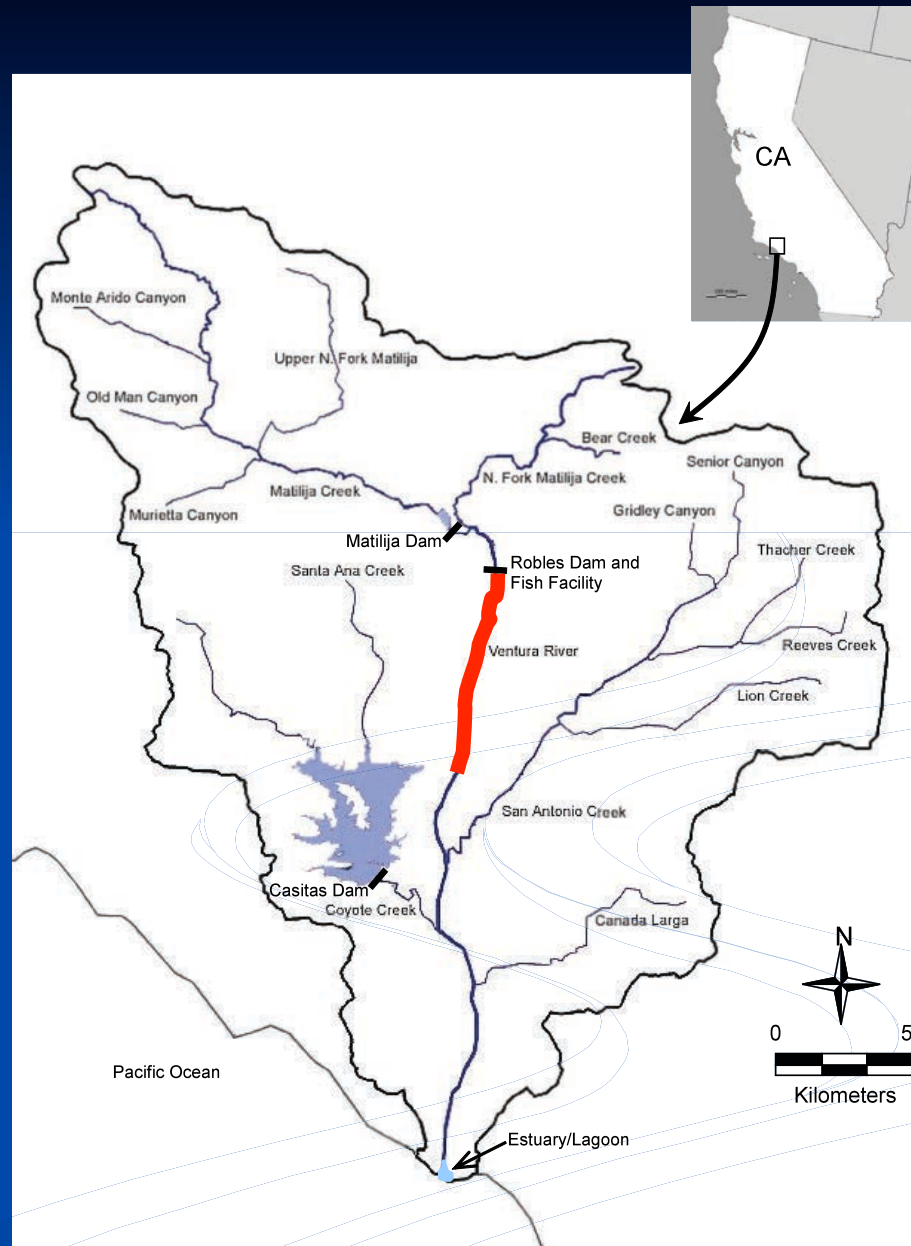 CA
Monte Arido Canyon
Upper N. Fork Matilija
Old Man Canyon
Bear Creek
Senior Canyon
N. Fork Matilija Creek
Matilija Creek
Gridley Canyon
Murietta Canyon
Matilija Dam
Thacher Creek
Robles Dam and
Fish Facility
Santa Ana Creek
Ventura River
Reeves Creek
Lion Creek
San Antonio Creek
Casitas Dam
Coyote Creek
Canada Larga
N
0 5
Kilometers
Pacific Ocean
Estuary/Lagoon